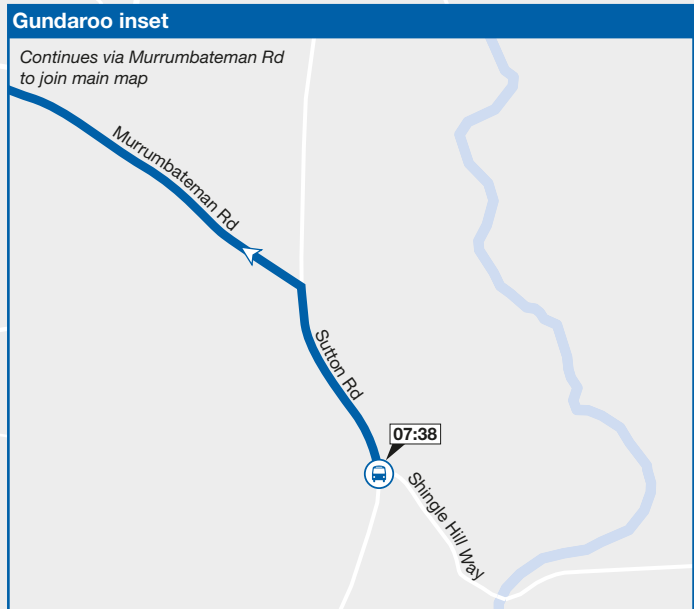 Gundaroo inset
Continues via Murrumbateman Rd
to join main map
Murrumbateman Rd
Sutton Rd
07:38
Shingle Hill Way